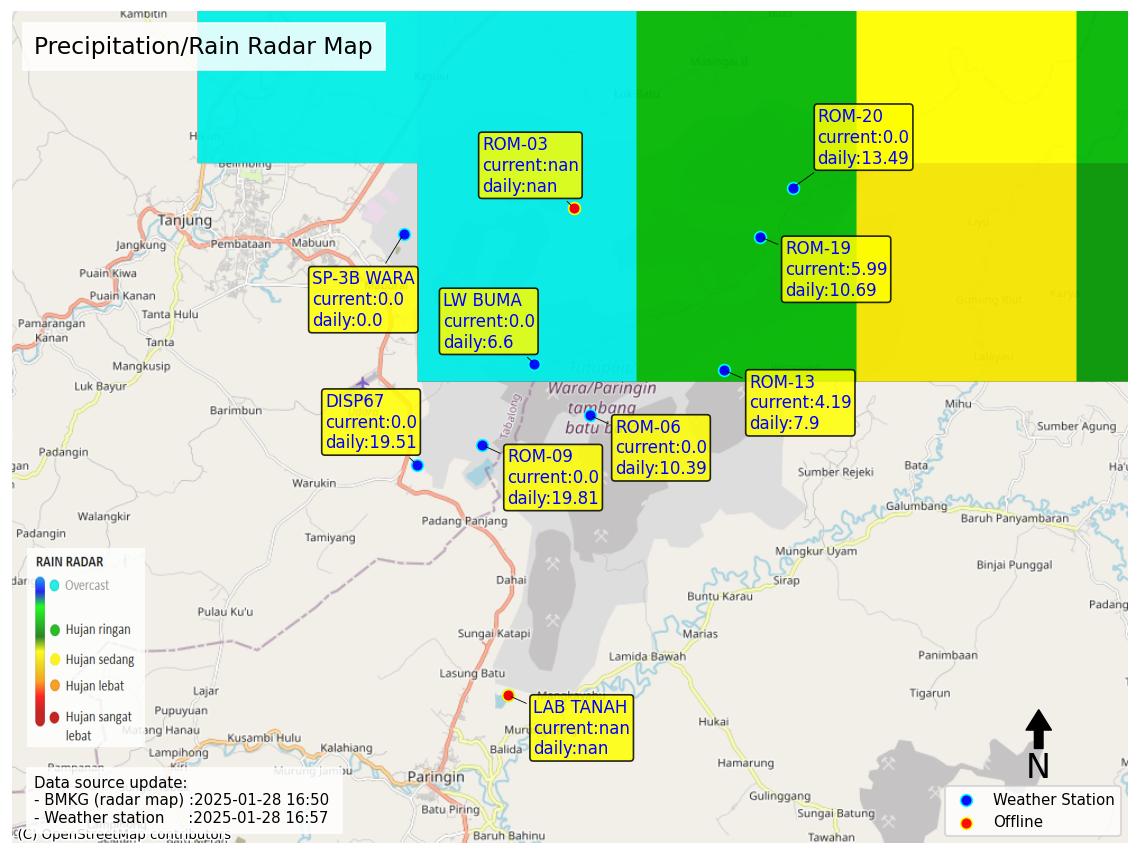 Kambitin
Precipitation/Rain Radar Map
Belimbing
Tanjung
Jangkung
Pembataan
Mabuun
Puain Kiwa
Puain Kanan
Tanta Hulu
Pamarangan
Kanan
Tanta
Mangkusip
Luk Bayur
Barimbun
ROM-03
current:nan
daily:nan
ROM-20
current:0.0
daily:13.49
ROM-19
current:5.99
daily:10.69
SP-3B WARA
current:0.0
daily:0.0
LW BUMA
current:0.0
daily:6.6
ROM-13
current:4.19
daily:7.9
DISP67
current:0.0
daily:19.51
Wara/Paringin
tambang
ROM-06
current:0.0
daily:10.39
ROM-09
current:0.0
daily:19.81
Tabalong
Mihu
Sumber Agung
Sumber Rejeki
Bata
Galumbang
Baruh Panyambaran
Warukin
Walangkir
Padangin
Padang Panjang
Tamiyang
Mungkur Uyam
Binjai Punggal
Dahai
Sirap
Buntu Karau
Padang
Pulau Ku'u
Sungai Katapi
Marias
Lamida Bawah
Panimbaan
Lasung Batu
Tigarun
Lajar
Pupuyuan
Matang Hanau
Kusambi Hulu
Lampihong
Kalahiang
Murung Jambu
Hukai
Balida
Hamarung
Paringin
Batu Piring
Baruh Bahinu
Gulinggang
Sungai Batung
Tawahan
RAIN RADAR
Overcast
Hujan ringan
Hujan sedang
Hujan lebat
Hujan sangat
lebat
LAB TANAH
current:nan
daily:nan
N
Data source update:
- BMKG (radar map) :2025-01-28 16:50
- Weather station :2025-01-28 16:57
(C) OpenStreetMap contributors
Weather Station
Offline